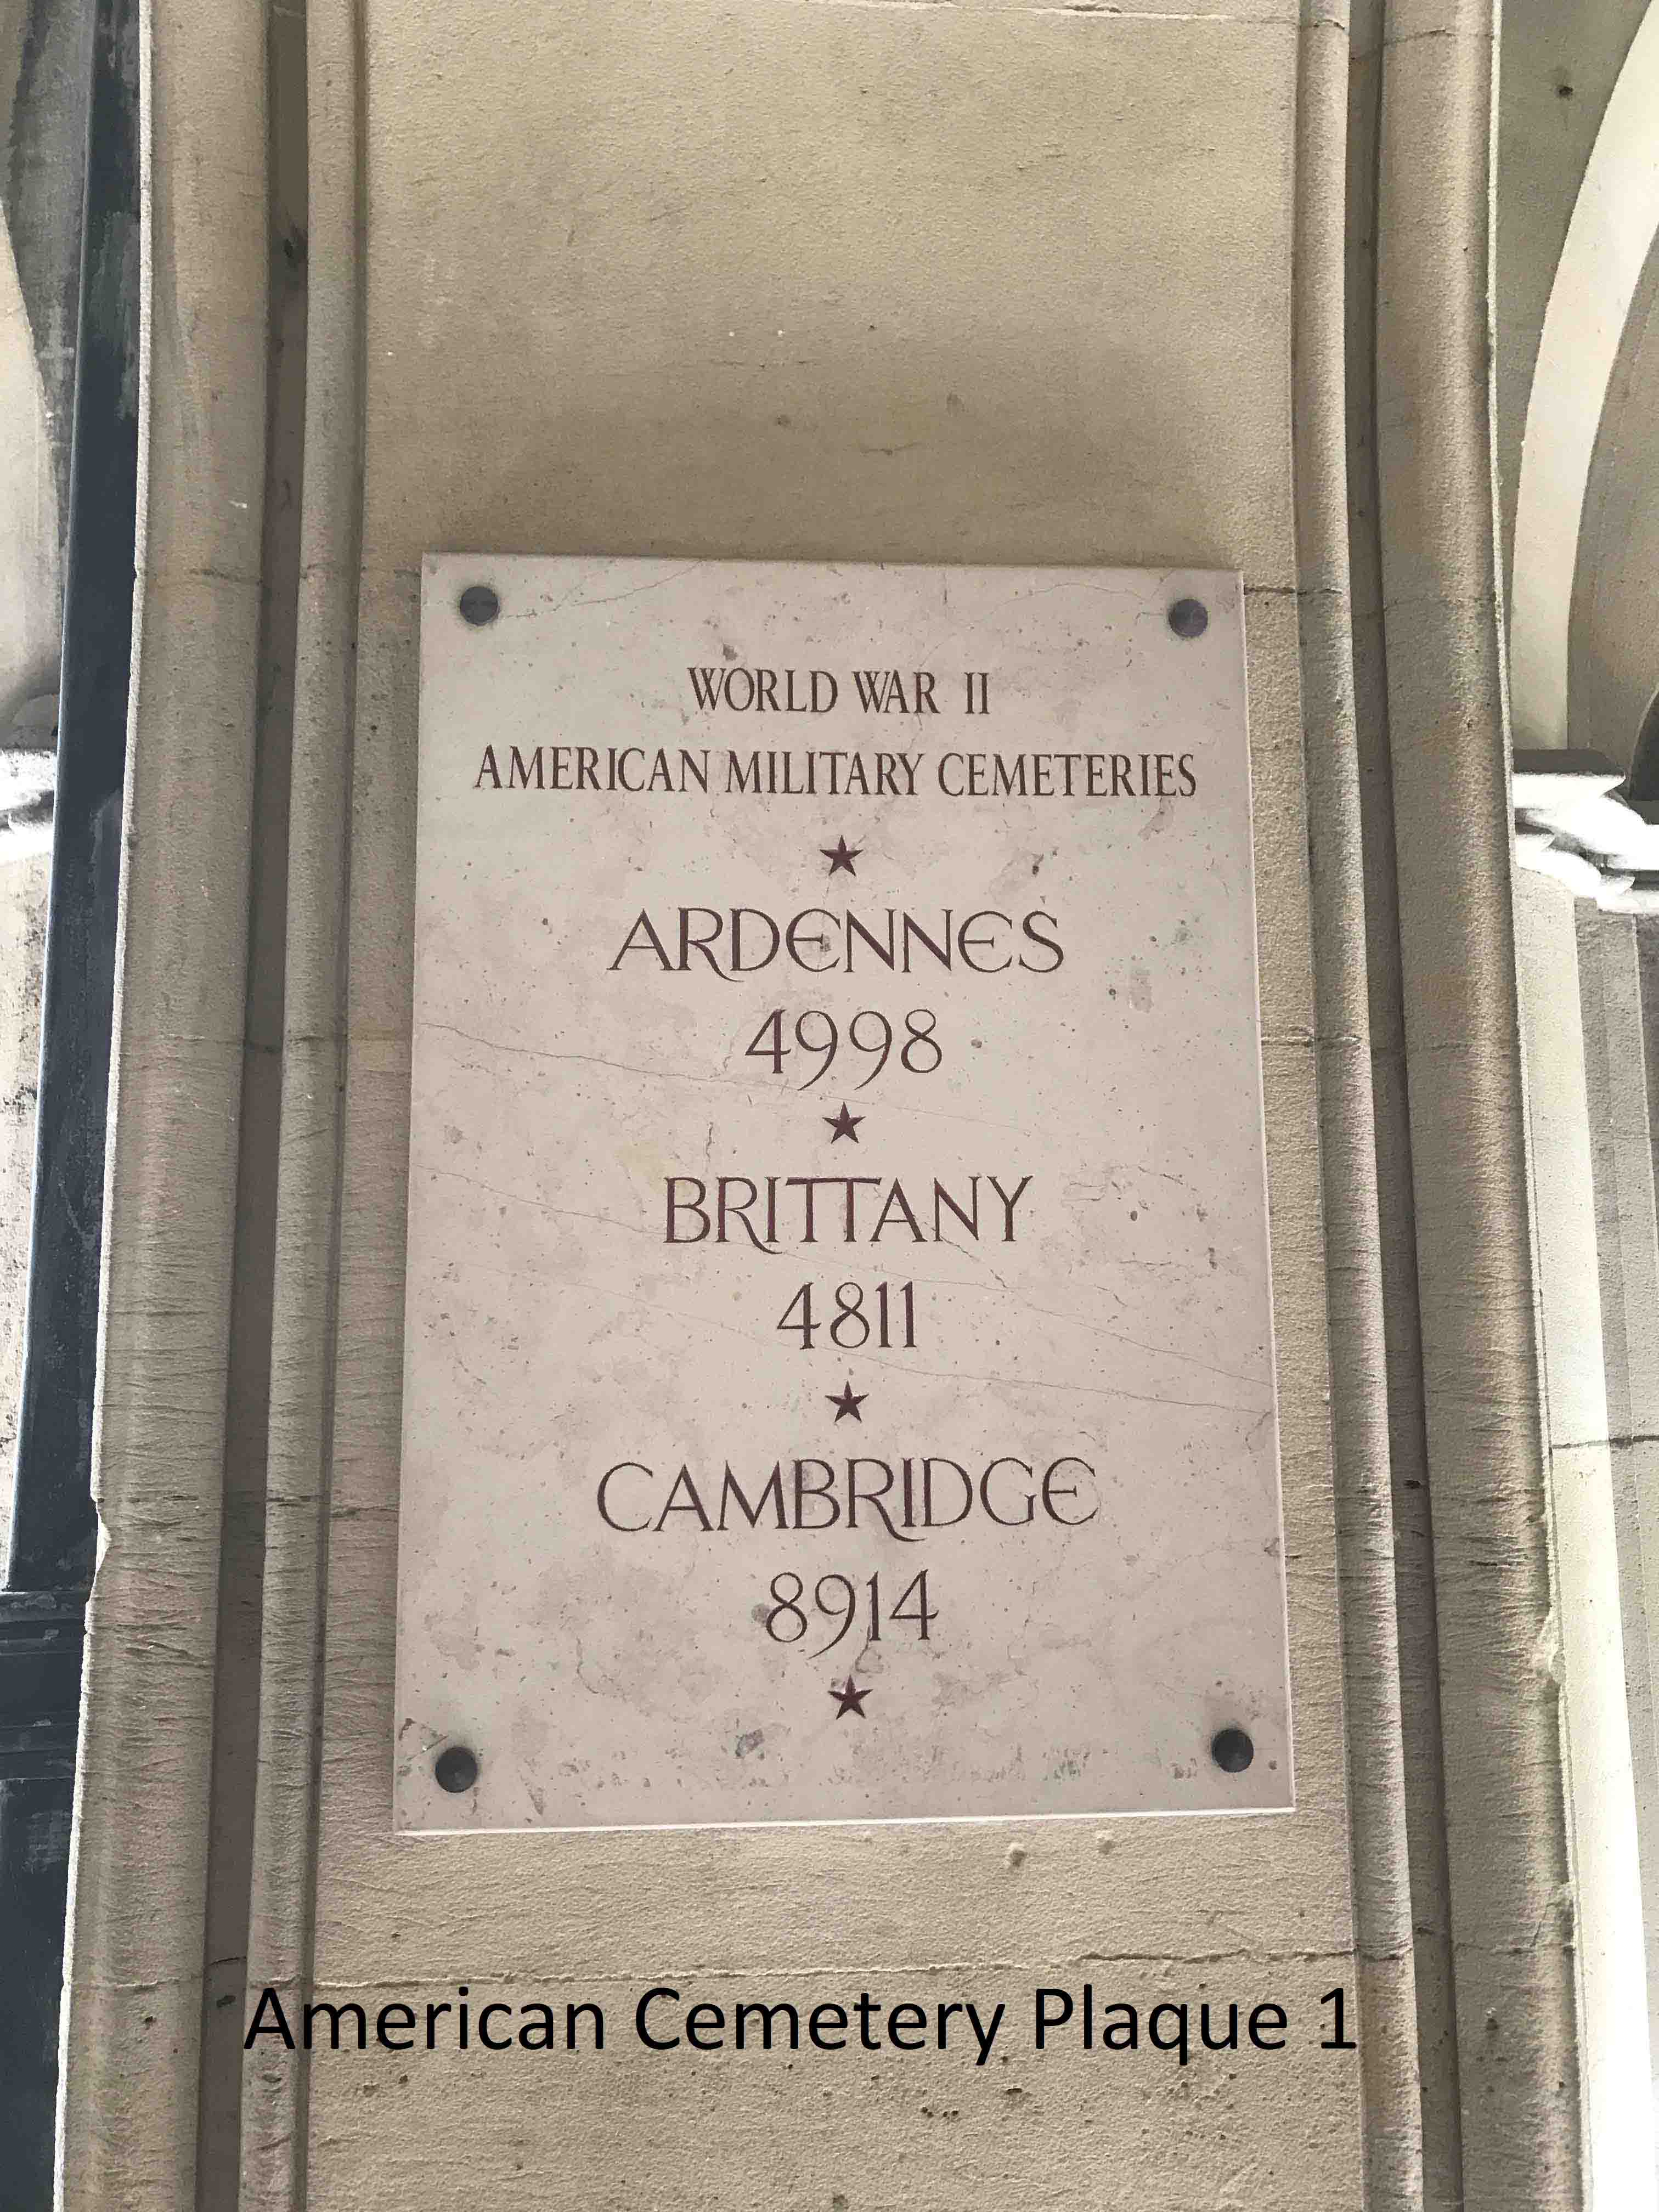 WORLD WAR II
AMERICAN MILITARY CEMETERIES
ARDENNES
4998
BRITTANY
4811
CAMBRIDGE
8914
American Cemetery Plaque 1